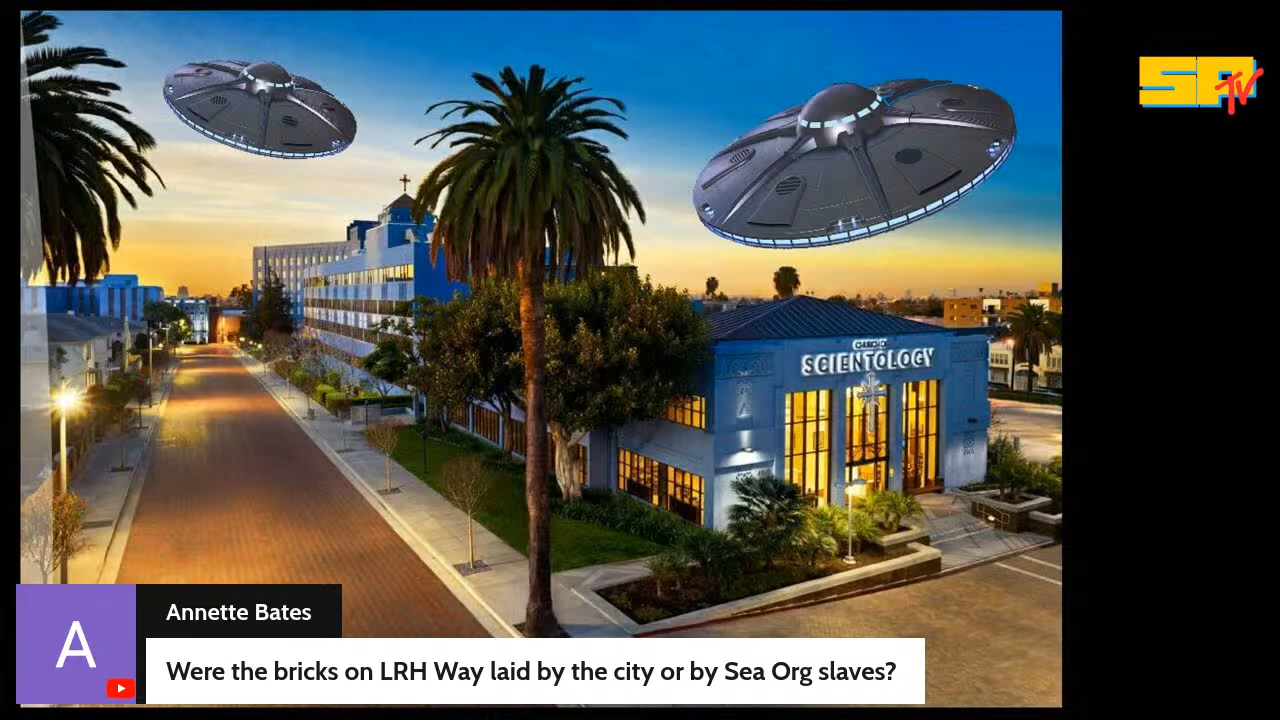 SPTV
CHURCH OF
SCIENTOLOGY
A
Annette Bates
Were the bricks on LRH Way laid by the city or by Sea Org slaves?